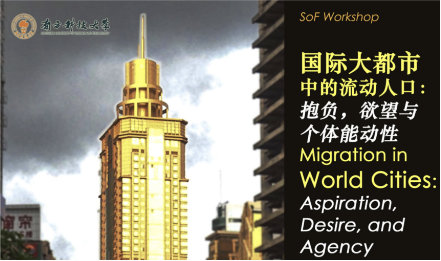 SoF Workshop
国际大都市
中的流动人口：
抱负，欲望与
个体能动性
Migration in
World Cities:
Aspiration,
Desire, and
Agency